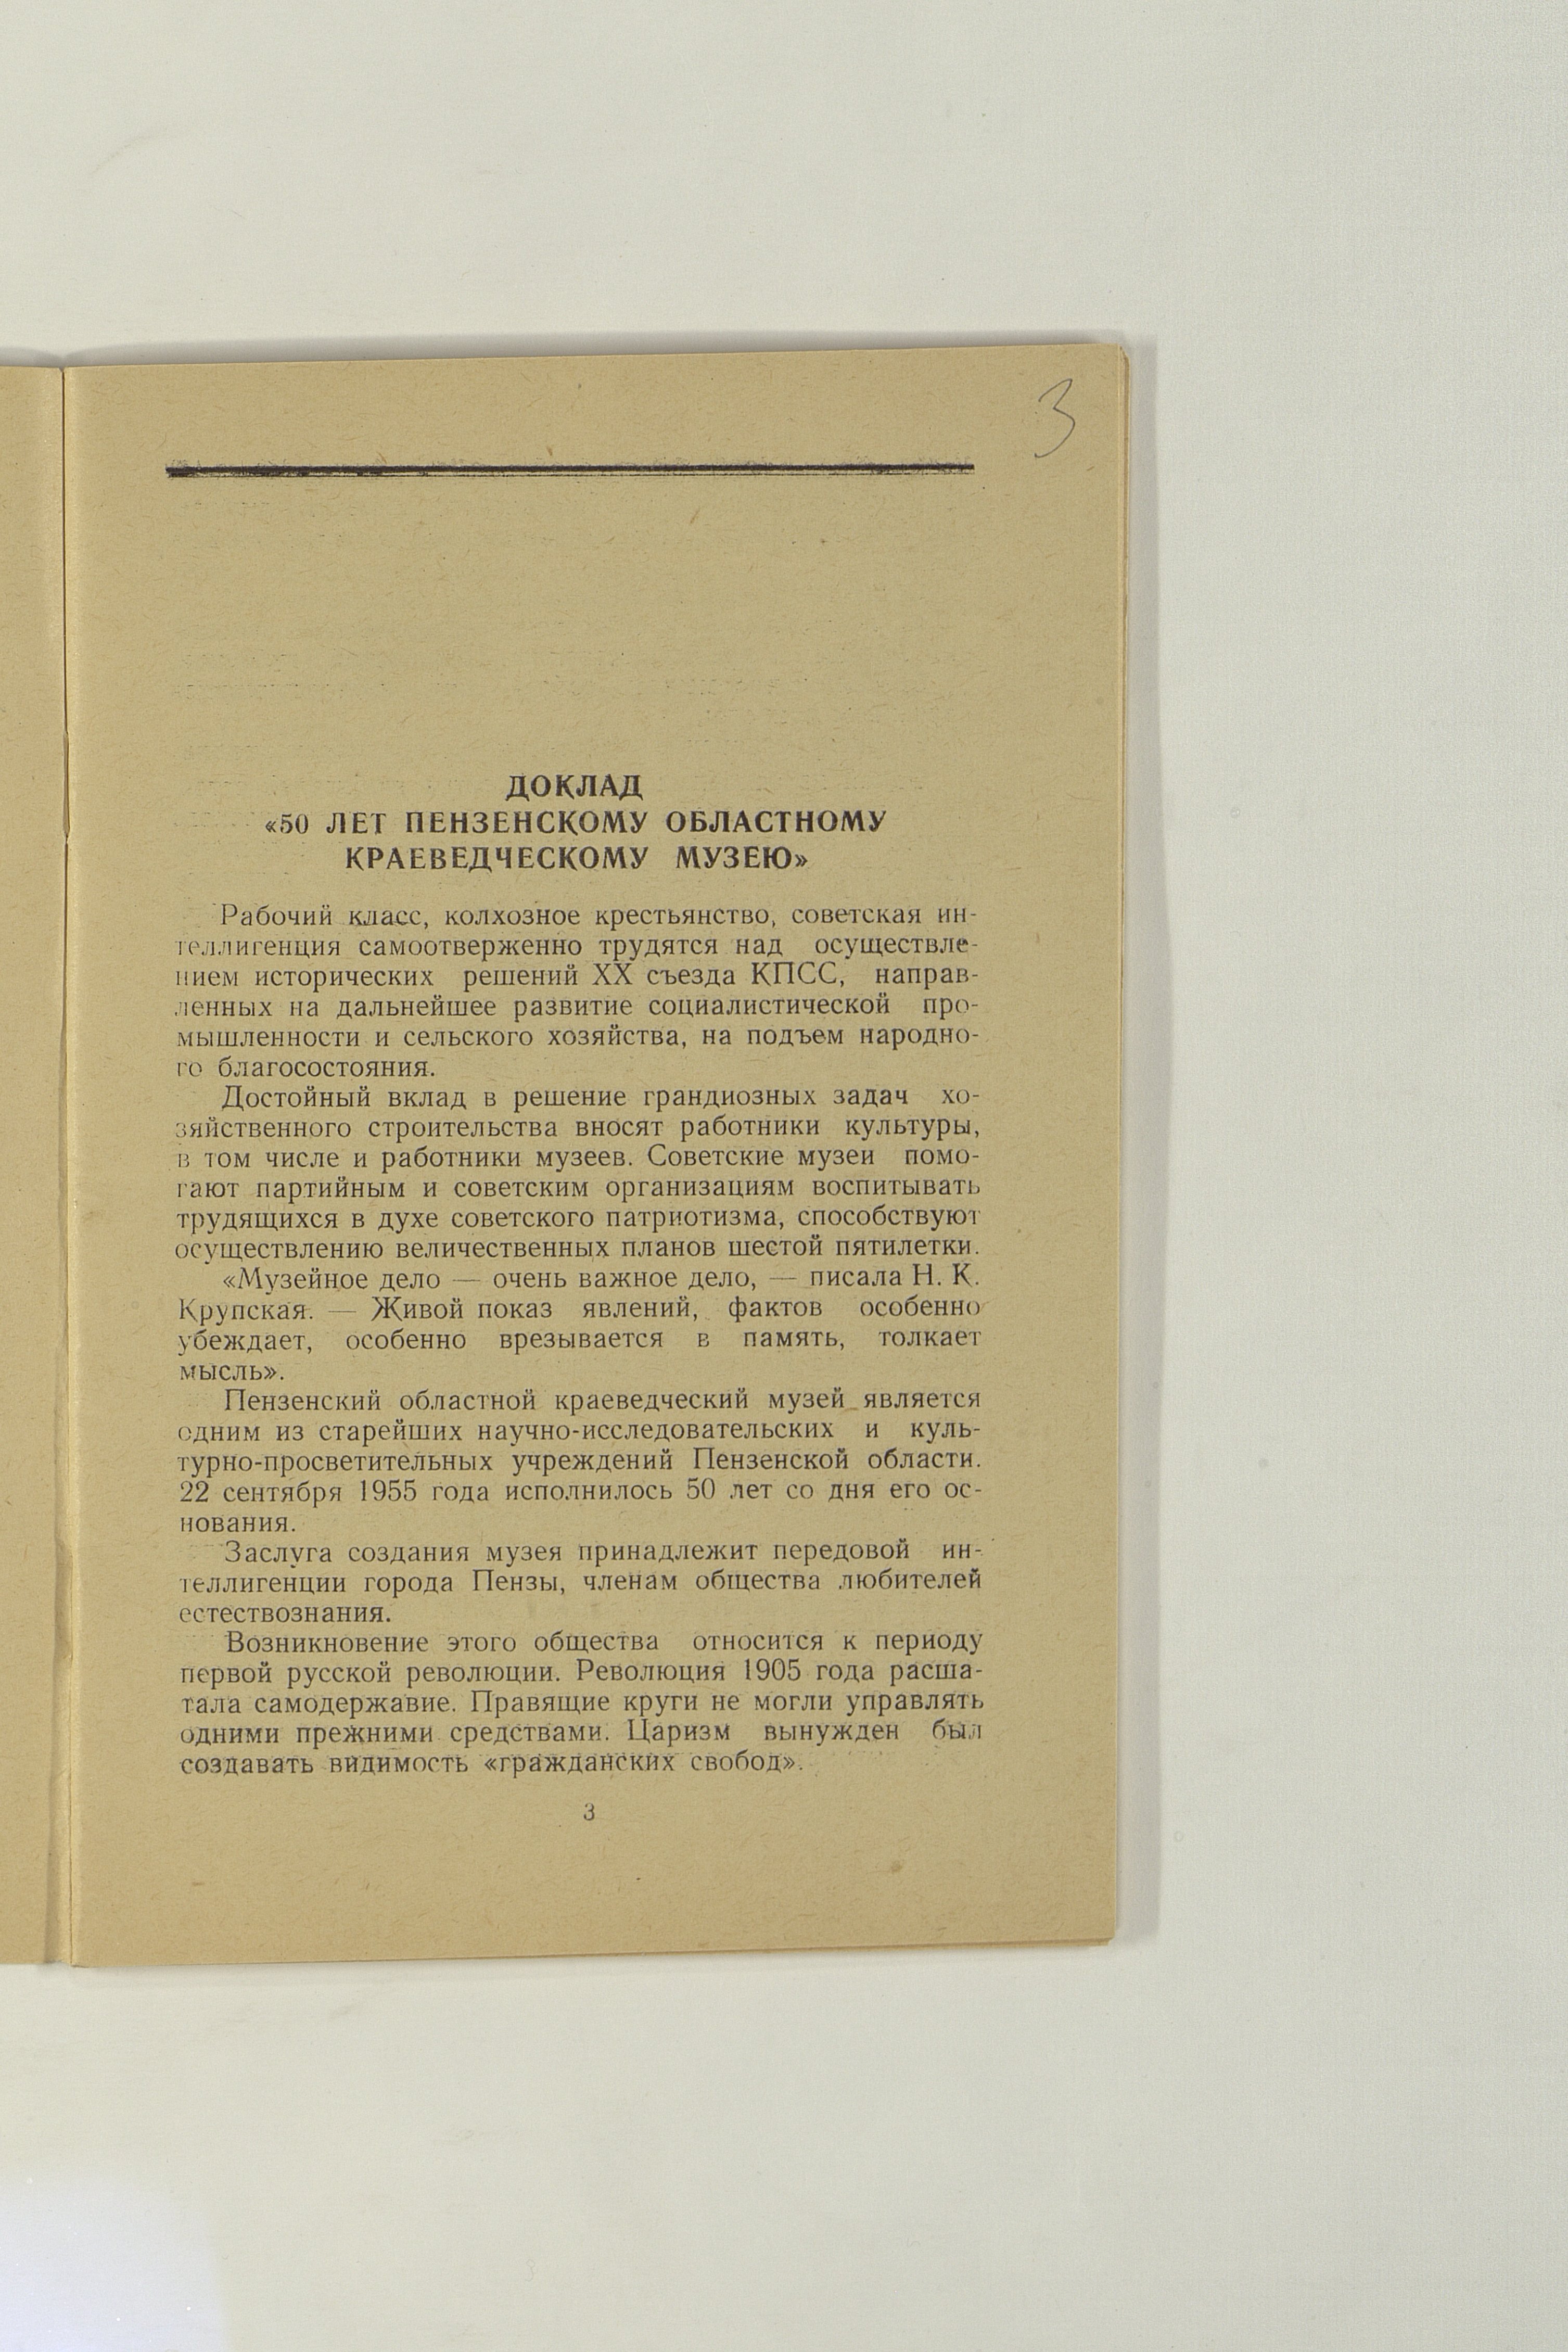 3
ДОКЛАД
«50 ЛЕТ ПЕНЗЕНСКОМУ ОБЛАСТНОМУ
КРАЕВЕДЧЕСКОМУ МУЗЕЮ»
Рабочий класс, колхозное крестьянство, советская ин-
теллигенция самоотверженно трудятся над осуществле-
нием исторических решений XX съезда КПСС, направ-
ленных на дальнейшее развитие социалистической про-
мышленности и сельского хозяйства, на подъем народно-
го благосостояния.
Достойный вклад в решение грандиозных задач хо-
зяйственного строительства вносят работники культуры,
в том числе и работники музеев. Советские музеи помо-
гают партийным и советским организациям воспитывать
трудящихся в духе советского патриотизма, способствуют
осуществлению величественных планов шестой пятилетки.
«Музейное дело — очень важное дело, — писала Н. К.
Крупская. — Живой показ явлений, фактов особенно
убеждает, особенно врезывается в память, толкает
мысль».
Пензенский областной краеведческий музей является
одним из старейших научно-исследовательских и куль-
турно-просветительных учреждений Пензенской области.
22 сентября 1955 года исполнилось 50 лет со дня его ос-
нования.
Заслуга создания музея принадлежит передовой ин-
теллигенции города Пензы, членам общества любителей
естествознания.
Возникновение этого общества относится к периоду
первой русской революции. Революция 1905 года расша-
тала самодержавие. Правящие круги не могли управлять
одними прежними средствами. Царизм вынужден был
создавать видимость «гражданских свобод».
3